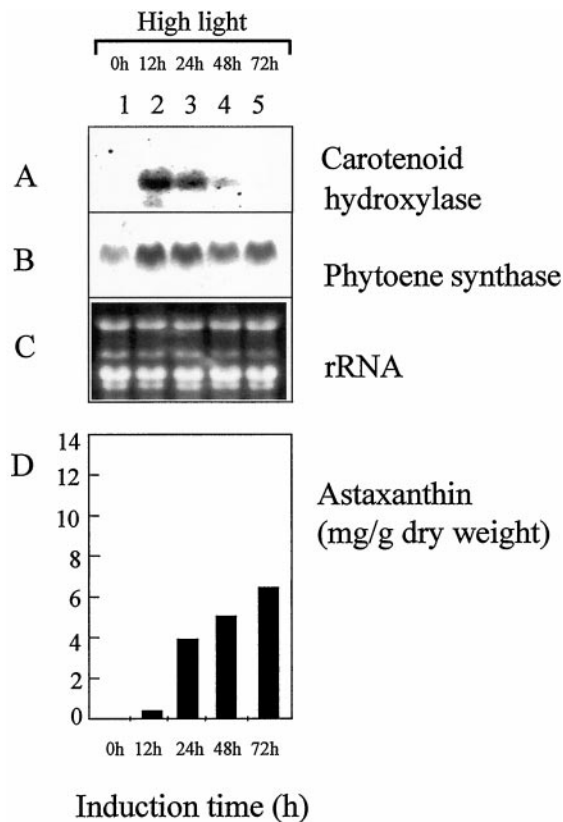 High light
0h 12h 24h 48h 72h
1 2 3 4 5
A
Carotenoid
hydroxylase
B
Phytoene synthase
C
rRNA
D
14
12
10
8
6
4
2
0
Astaxanthin
(mg/g dry weight)
0h 12h 24h 48h 72h
Induction time (h)